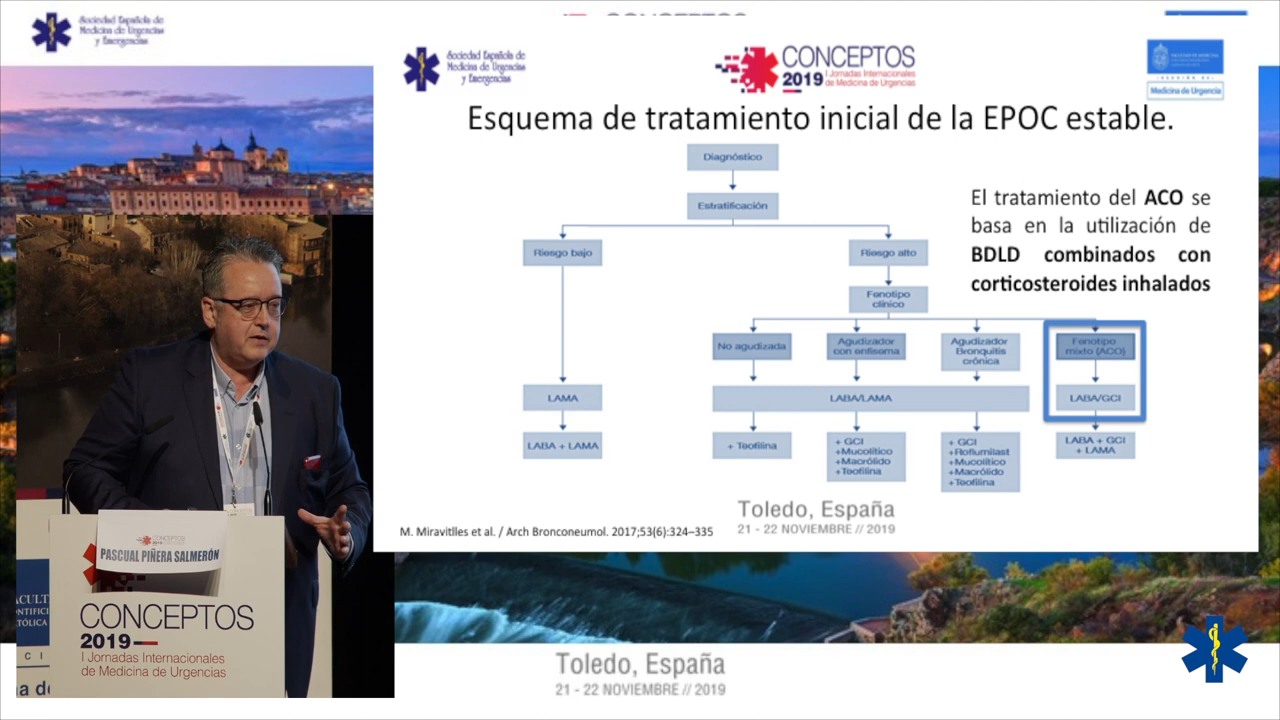 Sociedad Española de
Medicina de Urgencias
y Emergencias
Sociedad Española de
Medicina de Urgencias
y Emergencias
CONCEPTOS
2019 I Jornadas Internacionales
de Medicina de Urgencias
FACULTAD DE MEDICINA
Medicina de Urgencia
Esquema de tratamiento inicial de la EPOC estable.
Diagnóstico
Estratificación
Riesgo bajo
Riesgo alto
Fenotipo
clínico
No agudizada
Agudizador
con enfisema
Agudizador
Bronquitis
crónica
Fenotipo
mixto (ACO)
LAMA
LABA/LAMA
LABA/GCI
LABA + LAMA
+ Teofilina
+ GCI
+Mucolítico
+Macrólido
+Teofilina
+ GCI
+Roflumilast
+Mucolítico
+Macrólido
+Teofilina
LABA + GCI
+ LAMA
El tratamiento del ACO se
basa en la utilización de
BDLD combinados con
corticosteroides inhalados
Toledo, España
21 - 22 NOVIEMBRE // 2019
M. Miravitlles et al. / Arch Bronconeumol. 2017;53(6):324–335
PASCUAL PIÑERA SALMERÓN
CONCEPTOS
2019
I Jornadas Internacionales
de Medicina de Urgencias
Toledo, España
21 - 22 NOVIEMBRE // 2019